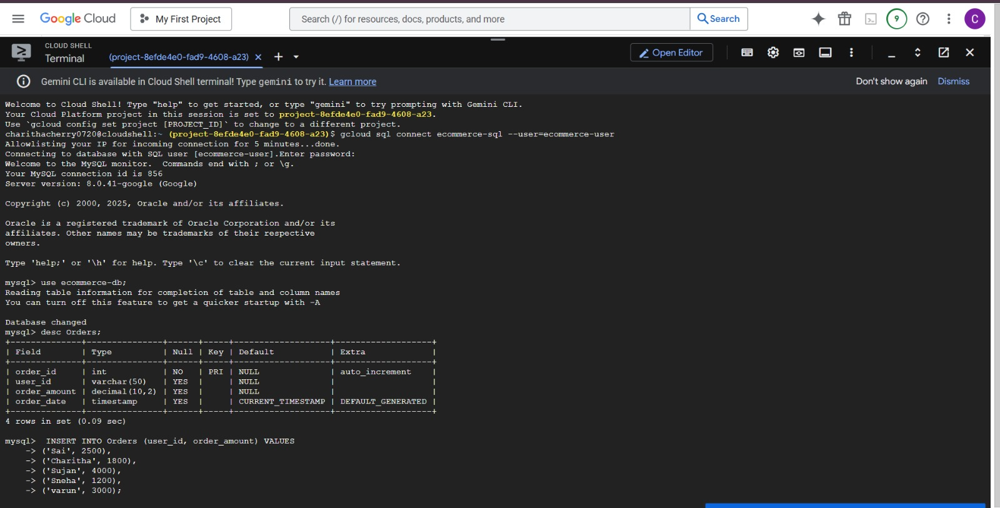 Google Cloud My First Project Search (/) for resources, docs, products, and more Search 9 C
CLOUD SHELL
Terminal (project-8efde4e0-fad9-4608-a23) Open Editor
Gemini CLI is available in Cloud Shell terminal! Type gemini to try it. Learn more Don't show again Dismiss
Welcome to Cloud Shell! Type "help" to get started, or type "gemini" to try prompting with Gemini CLI.
Your Cloud Platform project in this session is set to project-8efde4e0-fad9-4608-a23.
Use `gcloud config set project [PROJECT_ID]` to change to a different project.
charithacherry0720@cloudshell:~ (project-8efde4e0-fad9-4608-a23)$ gcloud sql connect ecommerce-sql --user=ecommerce-user
Allowlisting your IP for incoming connection for 5 minutes...done.
Connecting to database with SQL user [ecommerce-user].Enter password:
Welcome to the MySQL monitor.  Commands end with ; or \g.
Your MySQL connection id is 856
Server version: 8.0.41-google (Google)
Copyright (c) 2000, 2025, Oracle and/or its affiliates.
Oracle is a registered trademark of Oracle Corporation and/or its
affiliates. Other names may be trademarks of their respective
owners.
Type 'help;' or '\h' for help. Type '\c' to clear the current input statement.
mysql> use ecommerce-db;
Reading table information for completion of table and column names
You can turn off this feature to get a quicker startup with -A
Database changed
mysql> desc Orders;
+--------------+---------------+------+-----+-------------------+-------------------+
| Field        | Type          | Null | Key | Default           | Extra             |
+--------------+---------------+------+-----+-------------------+-------------------+
| order_id     | int           | NO   | PRI | NULL              | auto_increment    |
| user_id      | varchar(50)   | YES  |     | NULL              |                   |
| order_amount | decimal(10,2) | YES  |     | NULL              |                   |
| order_date   | timestamp     | YES  |     | CURRENT_TIMESTAMP | DEFAULT_GENERATED |
+--------------+---------------+------+-----+-------------------+-------------------+
4 rows in set (0.09 sec)
mysql>  INSERT INTO Orders (user_id, order_amount) VALUES
    -> ('Sai', 2500),
    -> ('Charitha', 1800),
    -> ('Sujan', 4000),
    -> ('Sneha', 1200),
    -> ('varun', 3000);